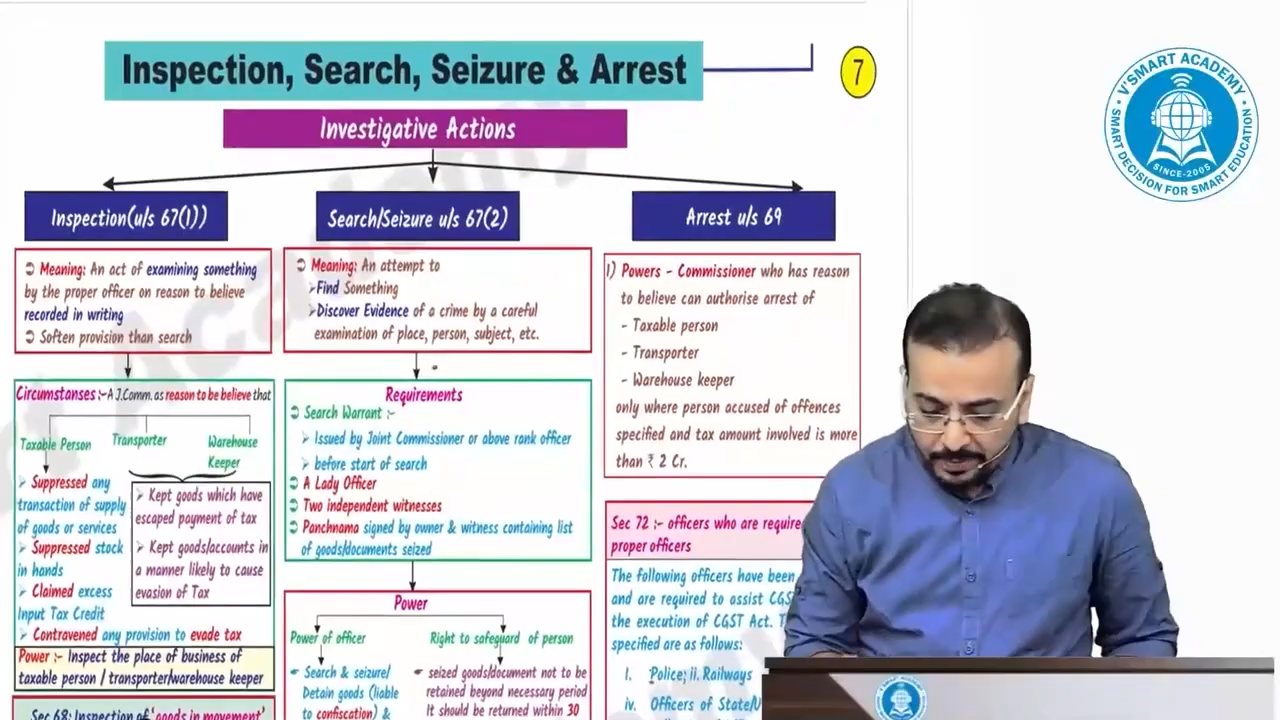 Inspection, Search, Seizure & Arrest
7
Investigative Actions
Inspection(u/s 67(1))
➲ Meaning: An act of examining something
by the proper officer on reason to believe
recorded in writing
➲ Soften provision than search
Circumstanses :- A J.Comm. as reason to be believe that
Taxable Person
Transporter
Warehouse
Keeper
➢ Suppressed any
transaction of supply
of goods or services
➢ Suppressed stock
in hands
➢ Claimed excess
Input Tax Credit
➢ Contravened any provision to evade tax
➢ Kept goods which have
escaped payment of tax
➢ Kept goods/accounts in
a manner likely to cause
evasion of Tax
Power :- Inspect the place of business of
taxable person / transporter/warehouse keeper
Sec 68: Inspection of 'goods in movement'
Search/Seizure u/s 67(2)
➲ Meaning: An attempt to
➢ Find Something
➢ Discover Evidence of a crime by a careful
examination of place, person, subject, etc.
Requirements
➲ Search Warrant :-
➢ Issued by Joint Commissioner or above rank officer
➢ before start of search
➲ A Lady Officer
➲ Two independent witnesses
➲ Panchnama signed by owner & witness containing list
of goods/documents seized
Power
Power of officer
☛ Search & seizure/
Detain goods (liable
to confiscation) &
Right to safeguard of person
☛ seized goods/document not to be
retained beyond necessary period
It should be returned within 30
Arrest u/s 69
1) Powers - Commissioner who has reason
to believe can authorise arrest of
- Taxable person
- Transporter
- Warehouse keeper
only where person accused of offences
specified and tax amount involved is more
than ₹ 2 Cr.
Sec 72 :- officers who are require
proper officers
The following officers have been
and are required to assist CGS
the execution of CGST Act. T
specified are as follows:
i. Police; ii. Railways
iv. Officers of State/U
V'SMART ACADEMY
SINCE-2005
SMART DECISION FOR SMART EDUCATION